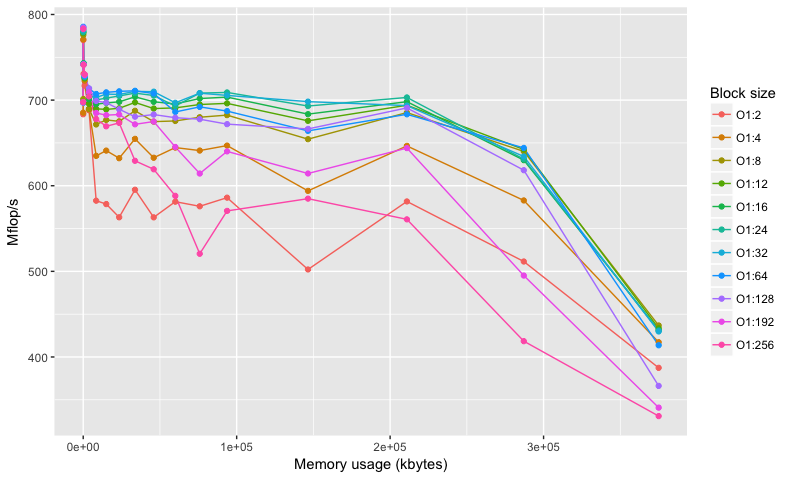 800
700
600
500
400
Mflop/s
0e+00
1e+05
2e+05
3e+05
Memory usage (kbytes)
Block size
O1:2
O1:4
O1:8
O1:12
O1:16
O1:24
O1:32
O1:64
O1:128
O1:192
O1:256